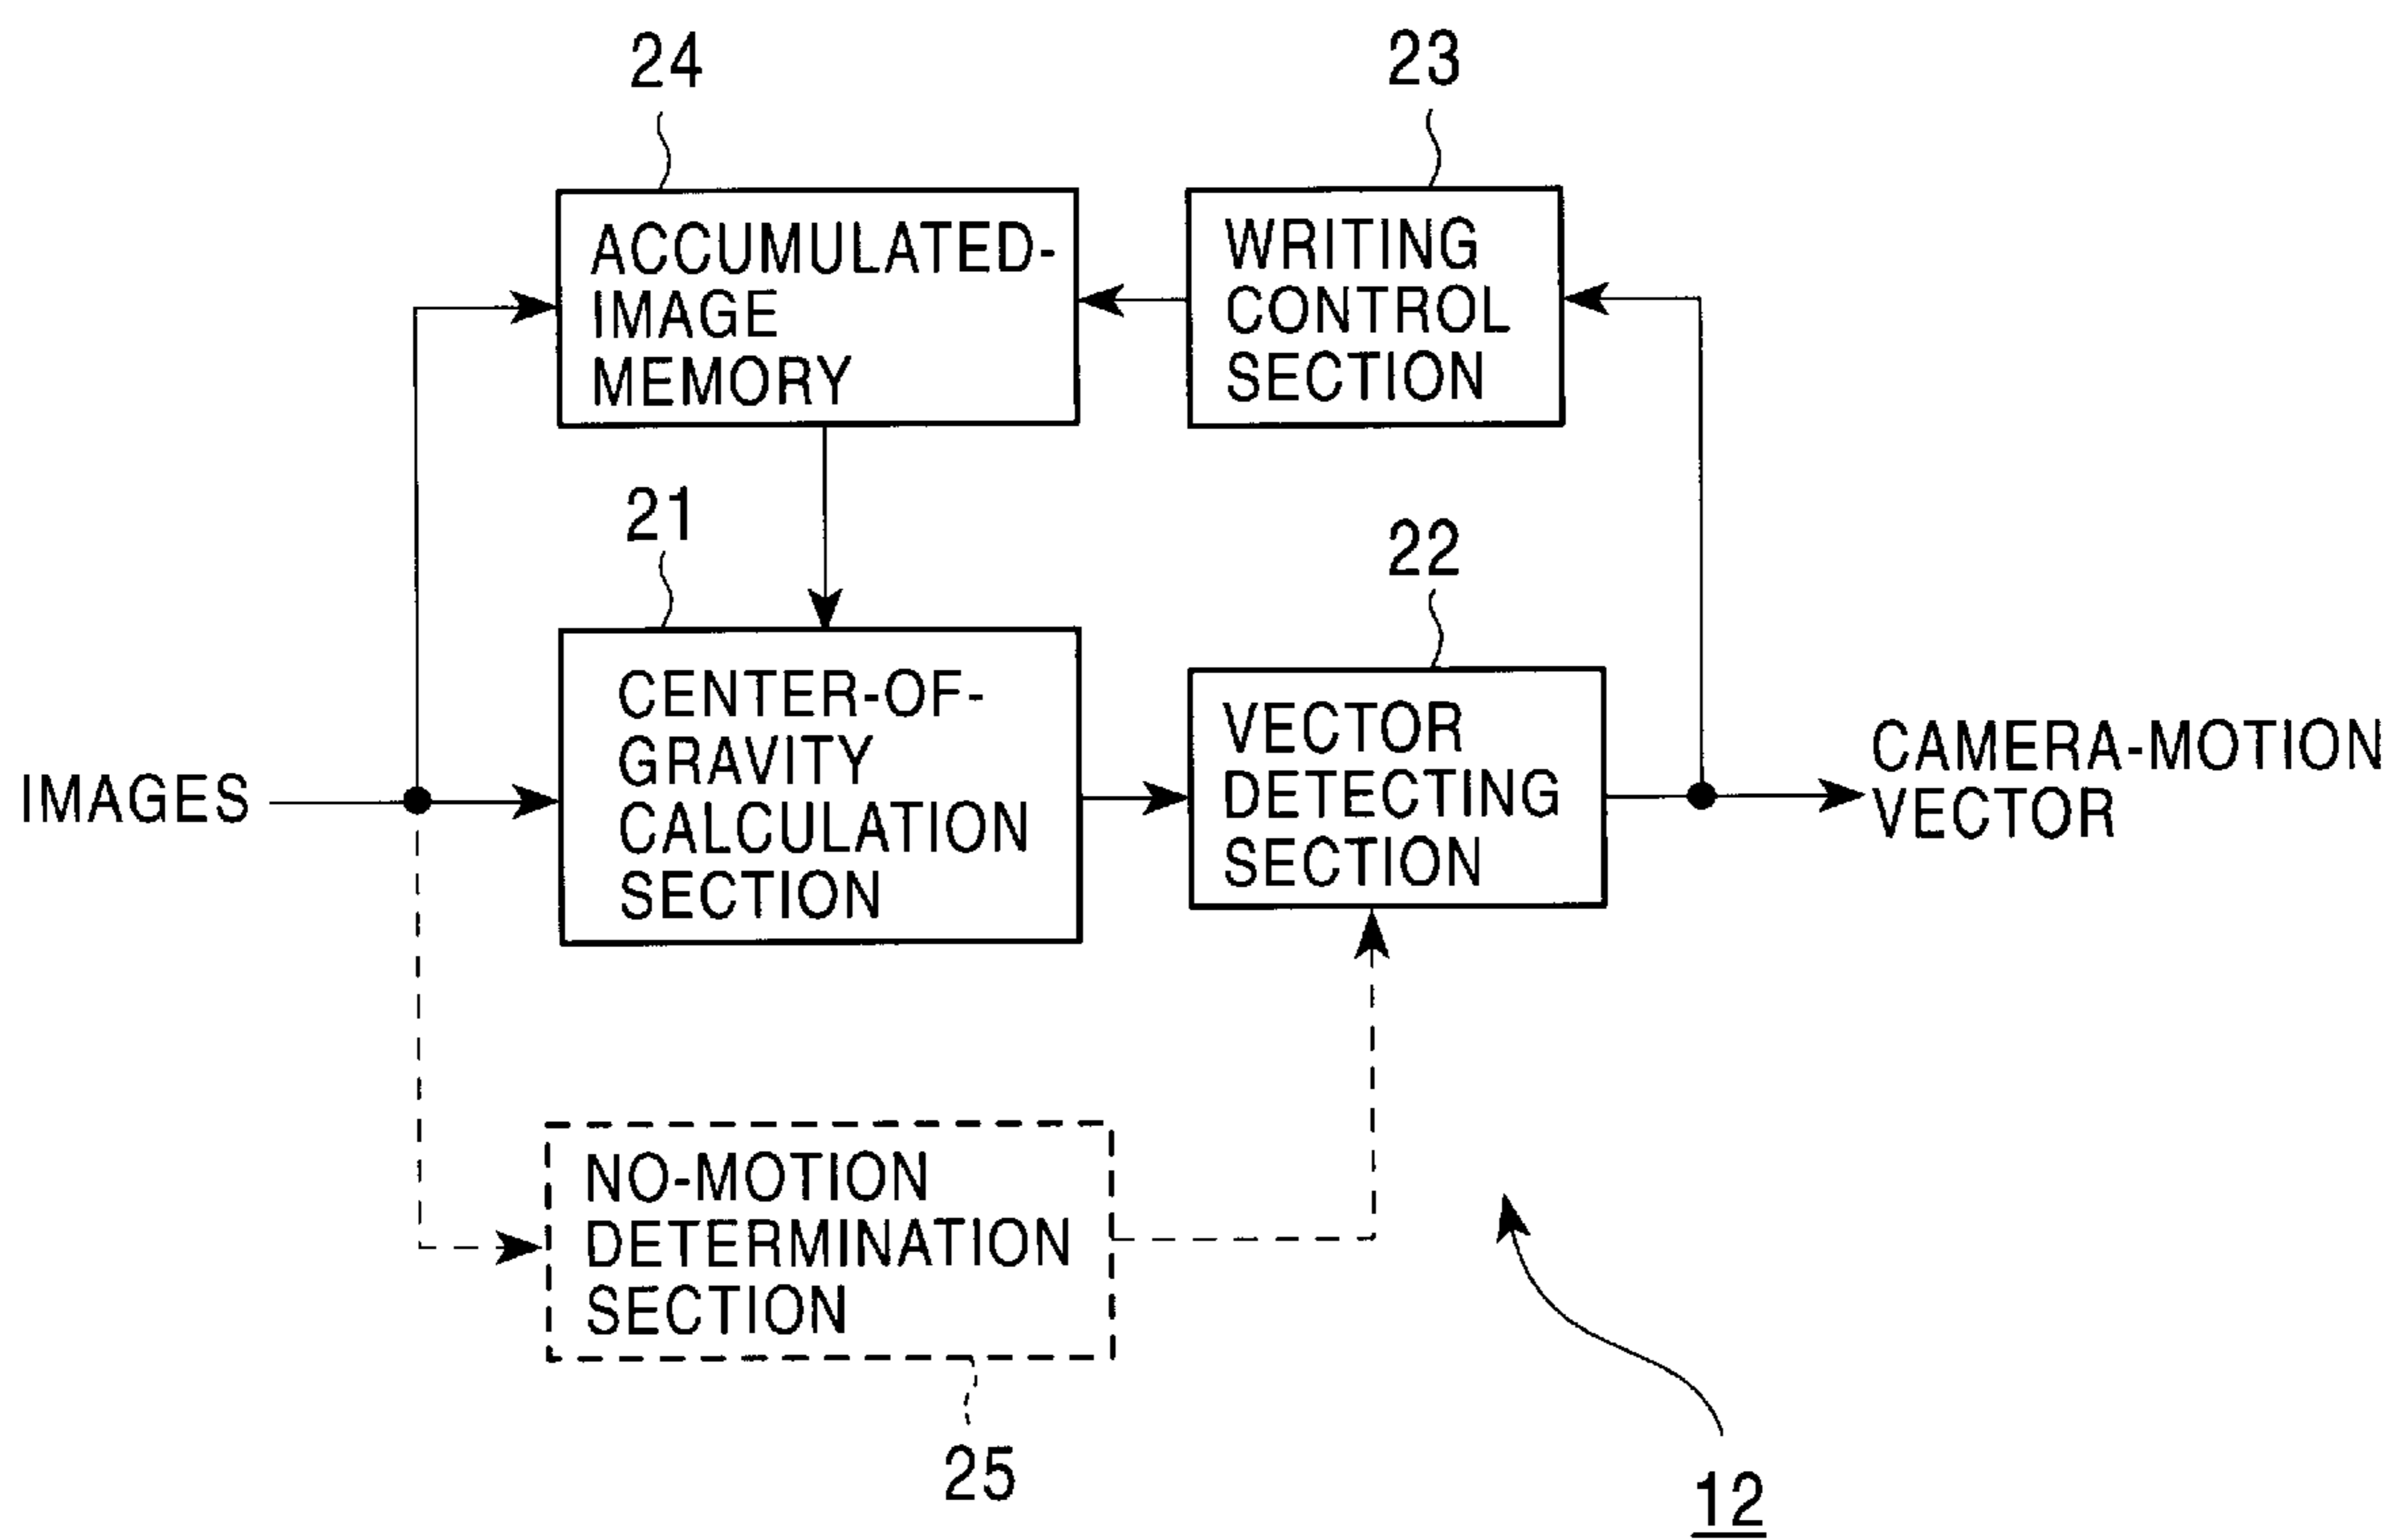 24
23
ACCUMULATED-
IMAGE
MEMORY
WRITING
CONTROL
SECTION
21
22
IMAGES
CENTER-OF-
GRAVITY
CALCULATION
SECTION
VECTOR
DETECTING
SECTION
CAMERA-MOTION
VECTOR
NO-MOTION
DETERMINATION
SECTION
25
12